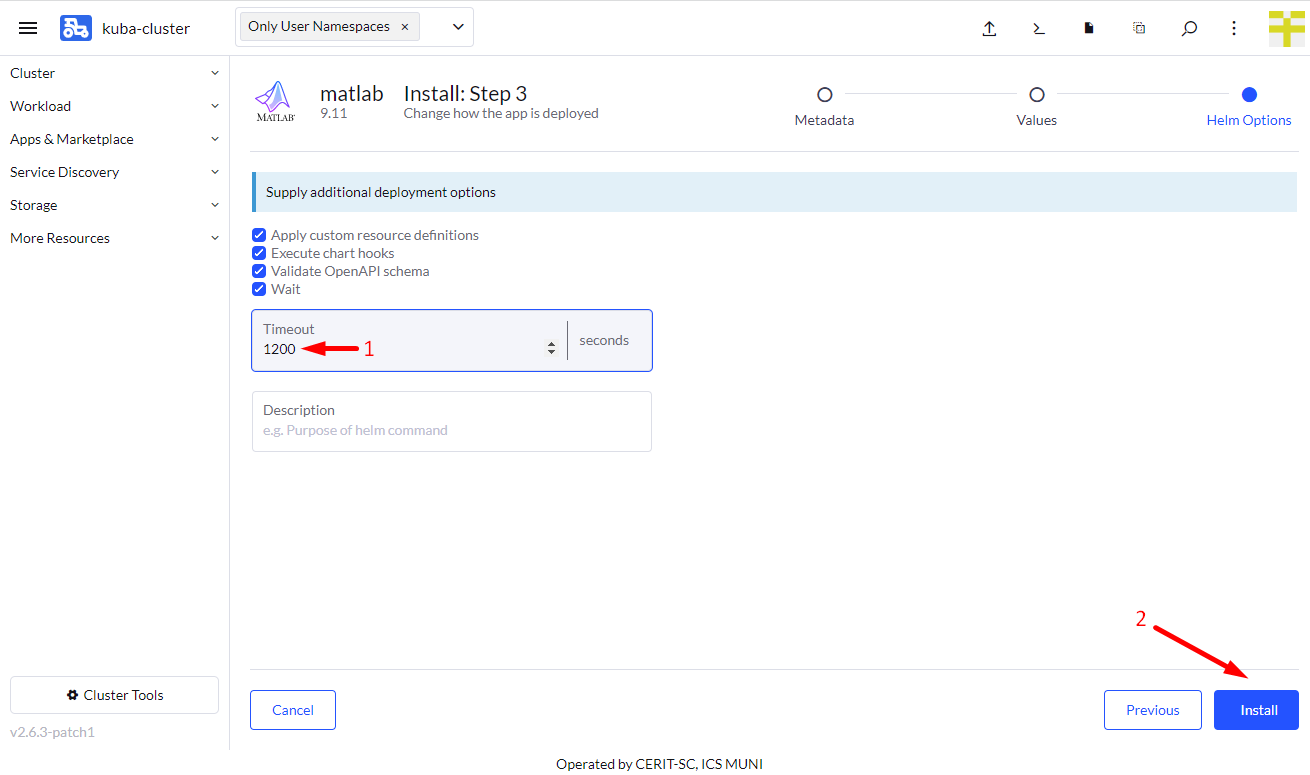 kuba-cluster
Only User Namespaces ×
Cluster
Workload
Apps & Marketplace
Service Discovery
Storage
More Resources
MATLAB
matlab
9.11
Install: Step 3
Change how the app is deployed
Metadata
Values
Helm Options
Supply additional deployment options
Apply custom resource definitions
Execute chart hooks
Validate OpenAPI schema
Wait
Timeout
1200
1
seconds
Description
e.g. Purpose of helm command
2
Cluster Tools
v2.6.3-patch1
Cancel
Previous
Install
Operated by CERIT-SC, ICS MUNI